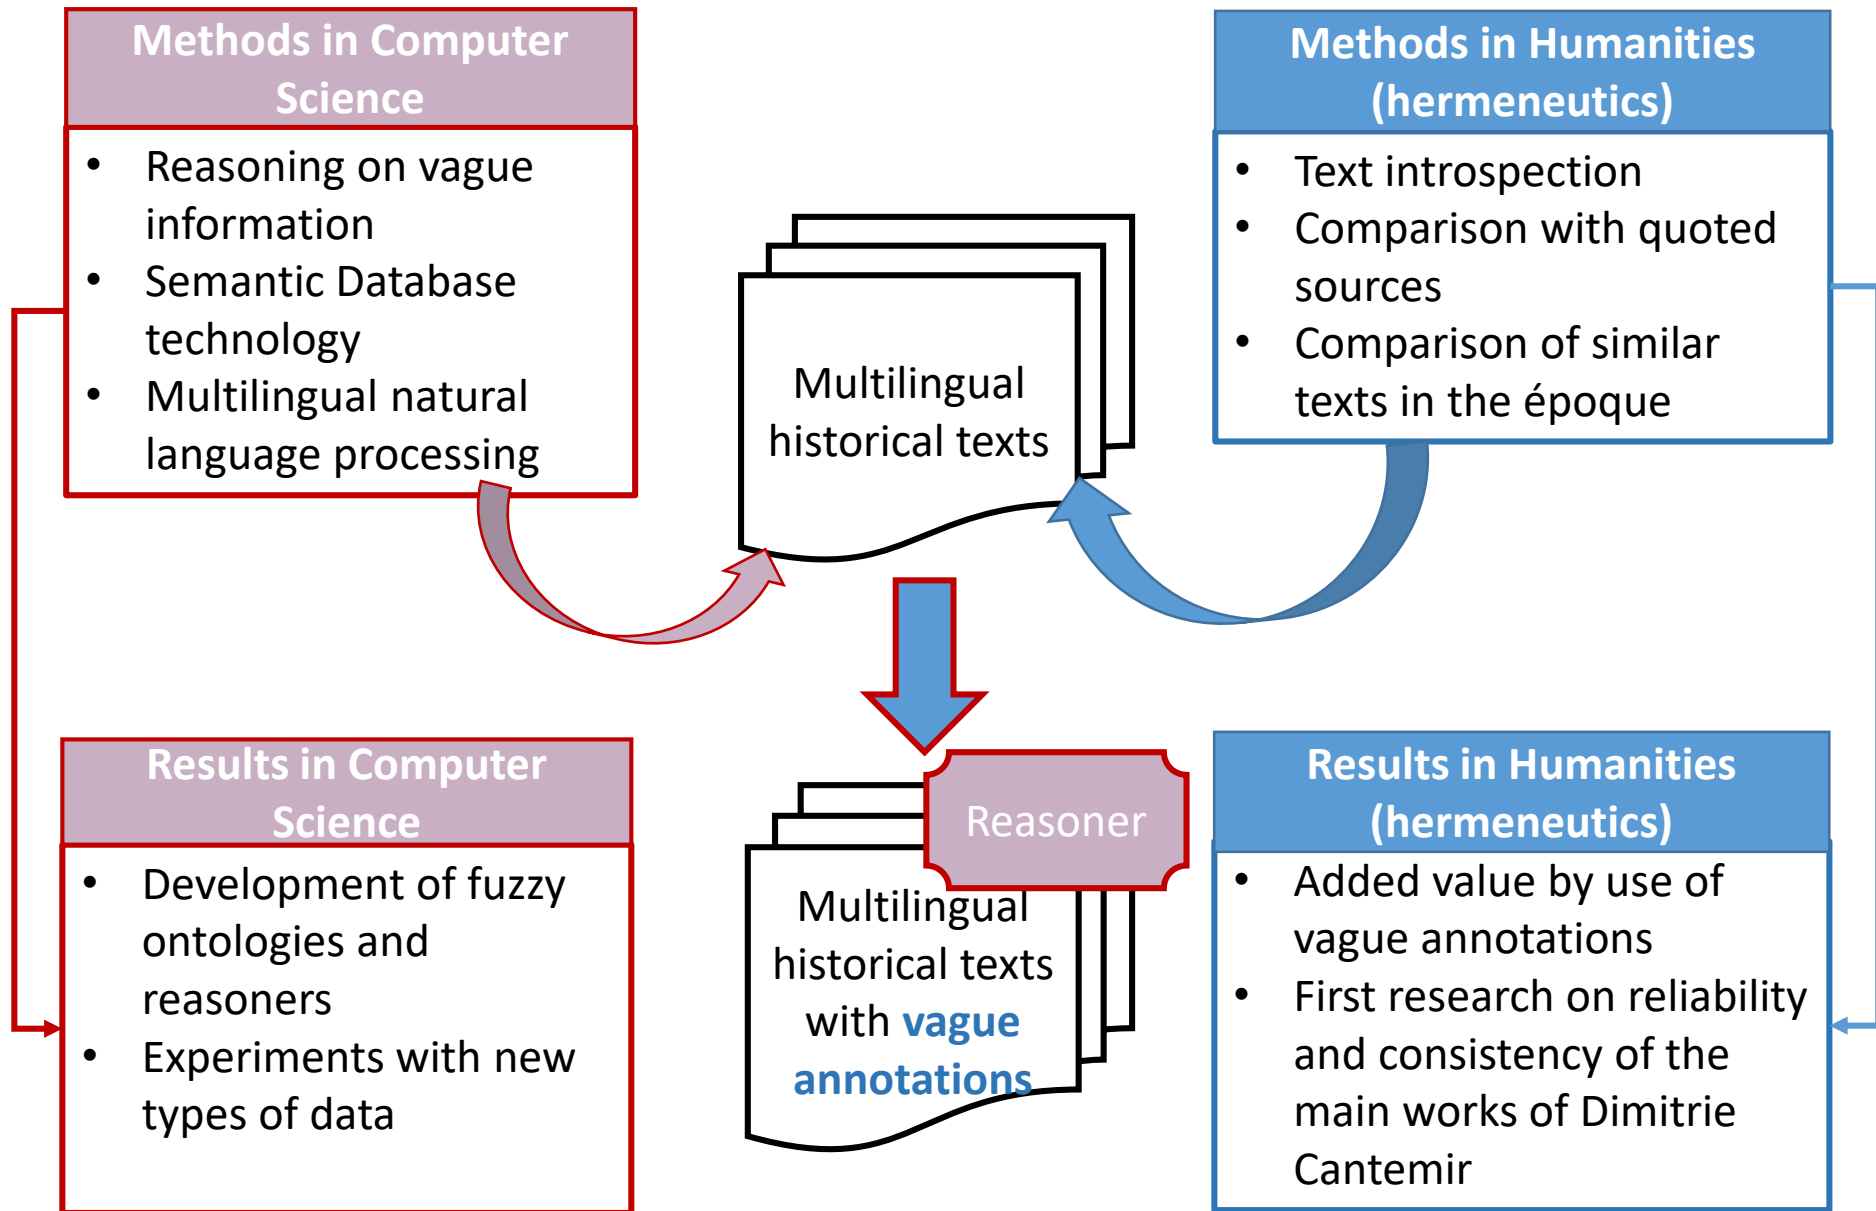 Methods in Computer
Science
• Reasoning on vague
information
• Semantic Database
technology
• Multilingual natural
language processing
Multilingual
historical texts
Methods in Humanities
(hermeneutics)
• Text introspection
• Comparison with quoted
sources
• Comparison of similar
texts in the époque
Results in Computer
Science
• Development of fuzzy
ontologies and
reasoners
• Experiments with new
types of data
Reasoner
Multilingual
historical texts
with vague
annotations
Results in Humanities
(hermeneutics)
• Added value by use of
vague annotations
• First research on reliability
and consistency of the
main works of Dimitrie
Cantemir